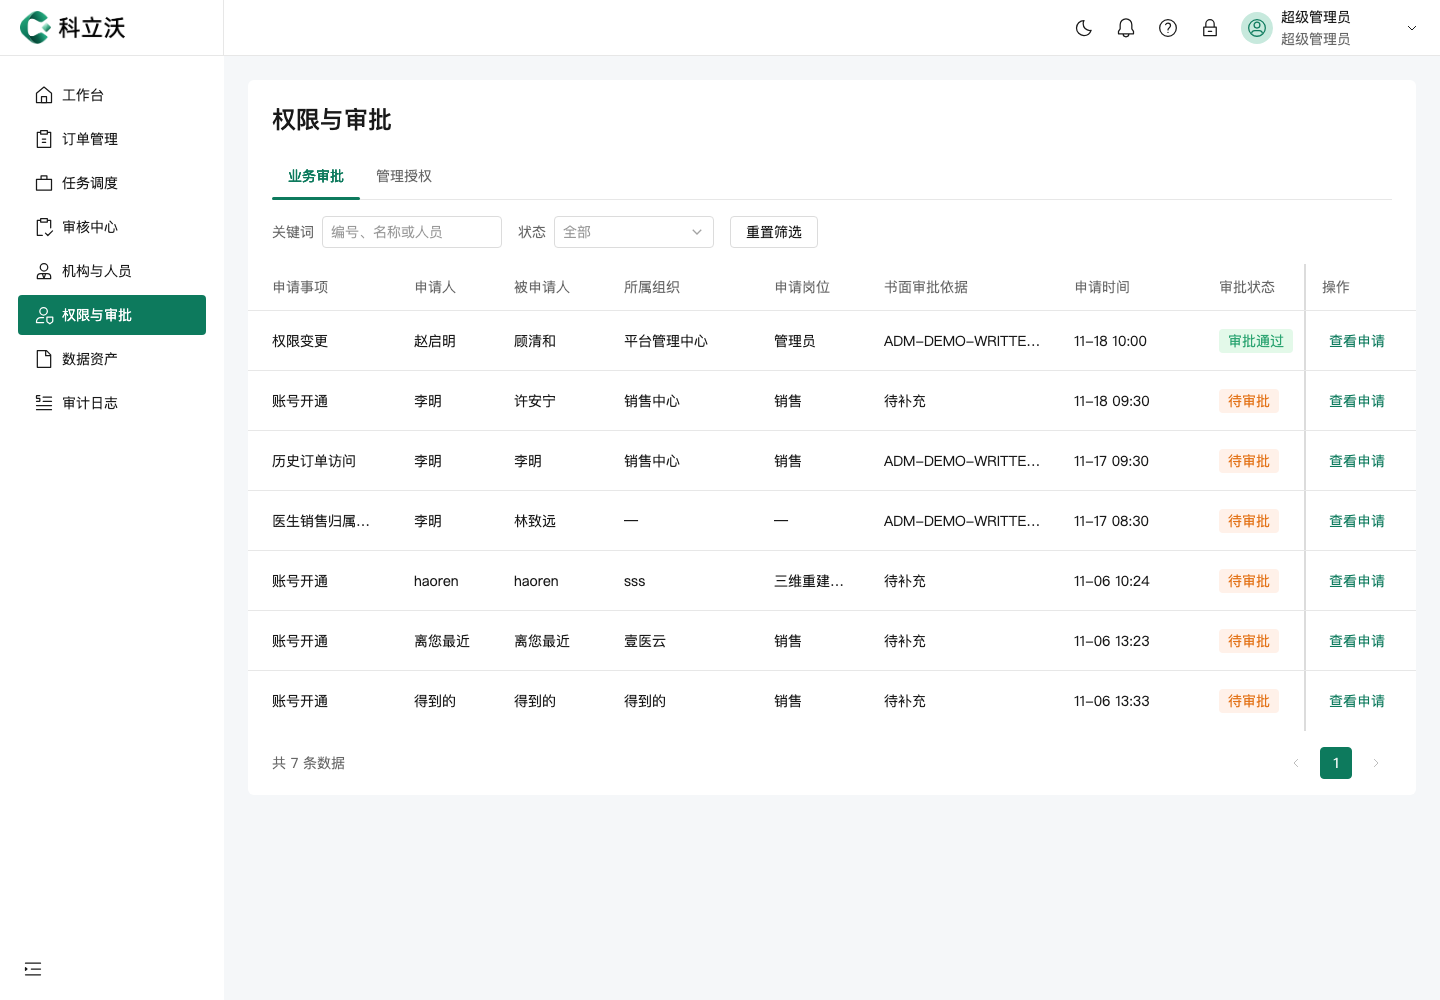 科立沃
超级管理员
超级管理员
工作台
订单管理
任务调度
审核中心
机构与人员
权限与审批
数据资产
审计日志
权限与审批
业务审批 管理授权
关键词 编号、名称或人员 状态 全部 重置筛选
申请事项 申请人 被申请人 所属组织 申请岗位 书面审批依据 申请时间 审批状态 操作
权限变更 赵启明 顾清和 平台管理中心 管理员 ADM-DEMO-WRITTE... 11-18 10:00 审批通过 查看申请
账号开通 李明 许安宁 销售中心 销售 待补充 11-18 09:30 待审批 查看申请
历史订单访问 李明 李明 销售中心 销售 ADM-DEMO-WRITTE... 11-17 09:30 待审批 查看申请
医生销售归属... 李明 林致远 — — ADM-DEMO-WRITTE... 11-17 08:30 待审批 查看申请
账号开通 haoren haoren sss 三维重建... 待补充 11-06 10:24 待审批 查看申请
账号开通 离您最近 离您最近 壹医云 销售 待补充 11-06 13:23 待审批 查看申请
账号开通 得到的 得到的 得到的 销售 待补充 11-06 13:33 待审批 查看申请
共 7 条数据 1